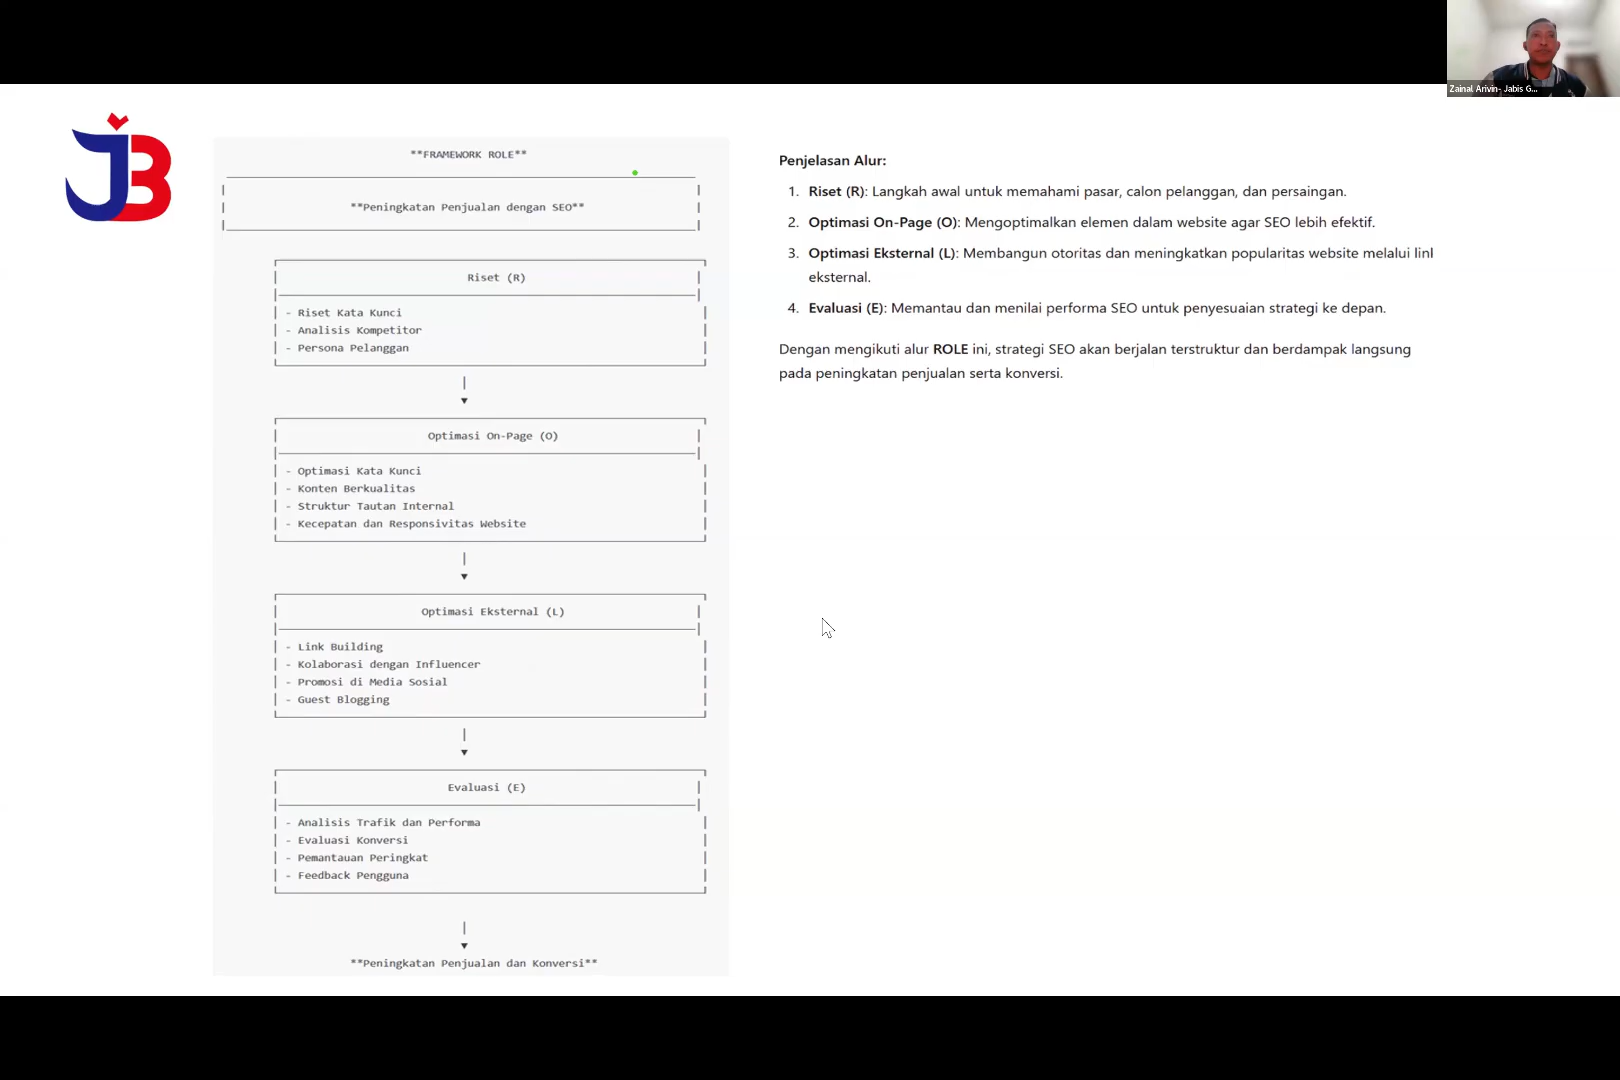 Zainal Arivin- Jabis G...
JB
**FRAMEWORK ROLE**
**Peningkatan Penjualan dengan SEO**
Riset (R)
- Riset Kata Kunci
- Analisis Kompetitor
- Persona Pelanggan
Optimasi On-Page (O)
- Optimasi Kata Kunci
- Konten Berkualitas
- Struktur Tautan Internal
- Kecepatan dan Responsivitas Website
Optimasi Eksternal (L)
- Link Building
- Kolaborasi dengan Influencer
- Promosi di Media Sosial
- Guest Blogging
Evaluasi (E)
- Analisis Trafik dan Performa
- Evaluasi Konversi
- Pemantauan Peringkat
- Feedback Pengguna
**Peningkatan Penjualan dan Konversi**
Penjelasan Alur:
1. Riset (R): Langkah awal untuk memahami pasar, calon pelanggan, dan persaingan.
2. Optimasi On-Page (O): Mengoptimalkan elemen dalam website agar SEO lebih efektif.
3. Optimasi Eksternal (L): Membangun otoritas dan meningkatkan popularitas website melalui linl
eksternal.
4. Evaluasi (E): Memantau dan menilai performa SEO untuk penyesuaian strategi ke depan.
Dengan mengikuti alur ROLE ini, strategi SEO akan berjalan terstruktur dan berdampak langsung
pada peningkatan penjualan serta konversi.